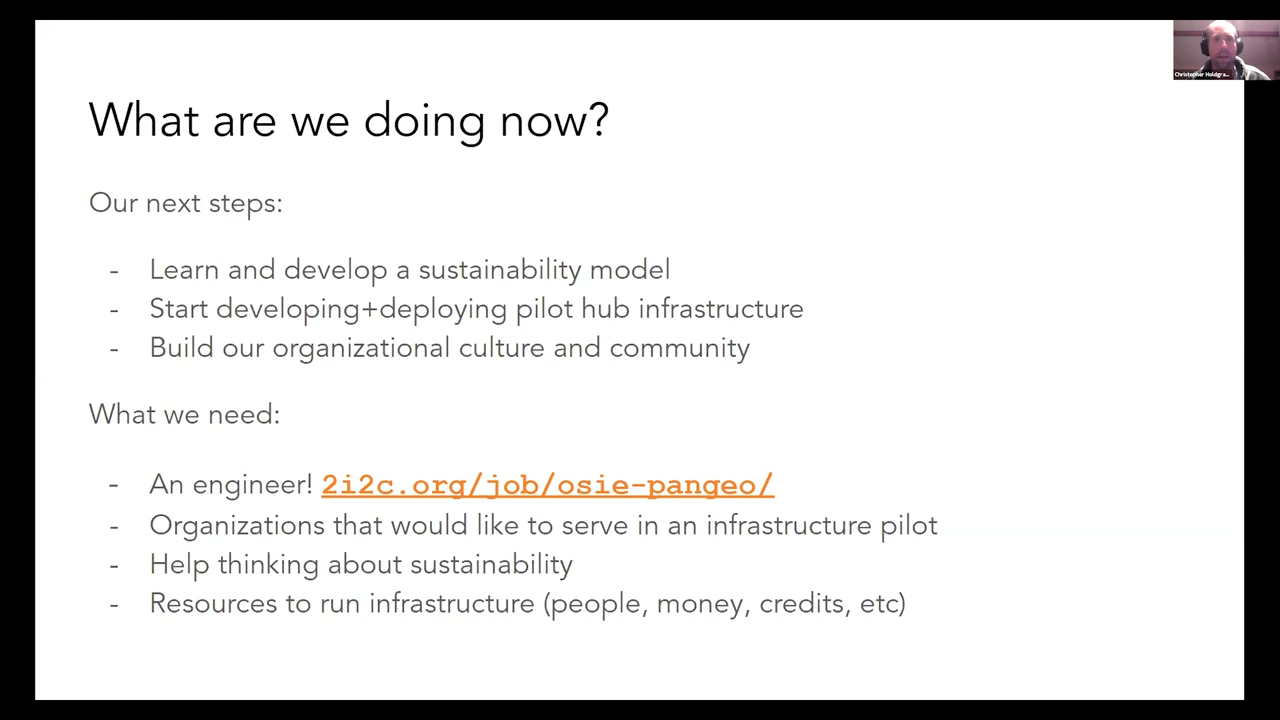 What are we doing now?
Our next steps:
- Learn and develop a sustainability model
- Start developing+deploying pilot hub infrastructure
- Build our organizational culture and community
What we need:
- An engineer! 2i2c.org/job/osie-pangeo/
- Organizations that would like to serve in an infrastructure pilot
- Help thinking about sustainability
- Resources to run infrastructure (people, money, credits, etc)
Christopher Holdgra...